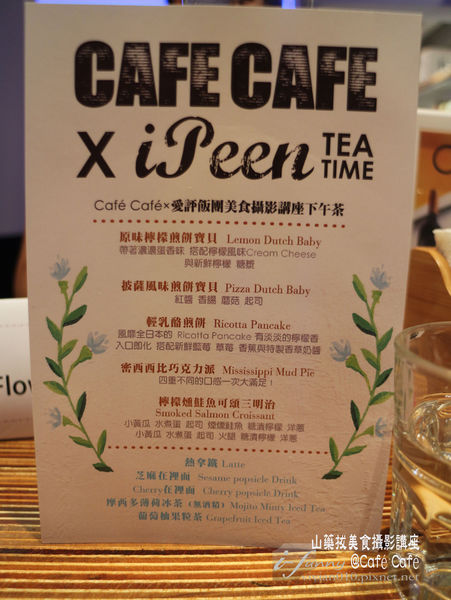 CAFE CAFE
X iPeen TEA TIME
Café Café×愛評飯團美食攝影講座下午茶
原味檸檬煎餅寶貝 Lemon Dutch Baby
帶著濃濃蛋香味 搭配檸檬風味Cream Cheese
與新鮮檸檬 糖漿
披薩風味煎餅寶貝 Pizza Dutch Baby
紅醬 香腸 蘑菇 起司
輕乳酪煎餅 Ricotta Pancake
風靡全日本的 Ricotta Pancake 有淡淡的檸檬香
入口即化 搭配新鮮藍莓 草莓 香蕉與特製香草奶醬
密西西比巧克力派 Mississippi Mud Pie
四重不同的口感一次大滿足！
檸檬燻鮭魚可頌三明治
Smoked Salmon Croissant
小黃瓜 水煮蛋 起司 煙燻鮭魚 糖漬檸檬 洋蔥
小黃瓜 水煮蛋 起司 火腿 糖漬檸檬 洋蔥
熱拿鐵 Latte
芝麻在裡面 Sesame popsicle Drink
Cherry在裡面 Cherry popsicle Drink
摩西多薄荷冰茶 (無酒精) Mojito Minty Iced Tea
葡萄柚果粒茶 Grapefruit Iced Tea
Flow
山藥拔美食攝影講座
@Café Café